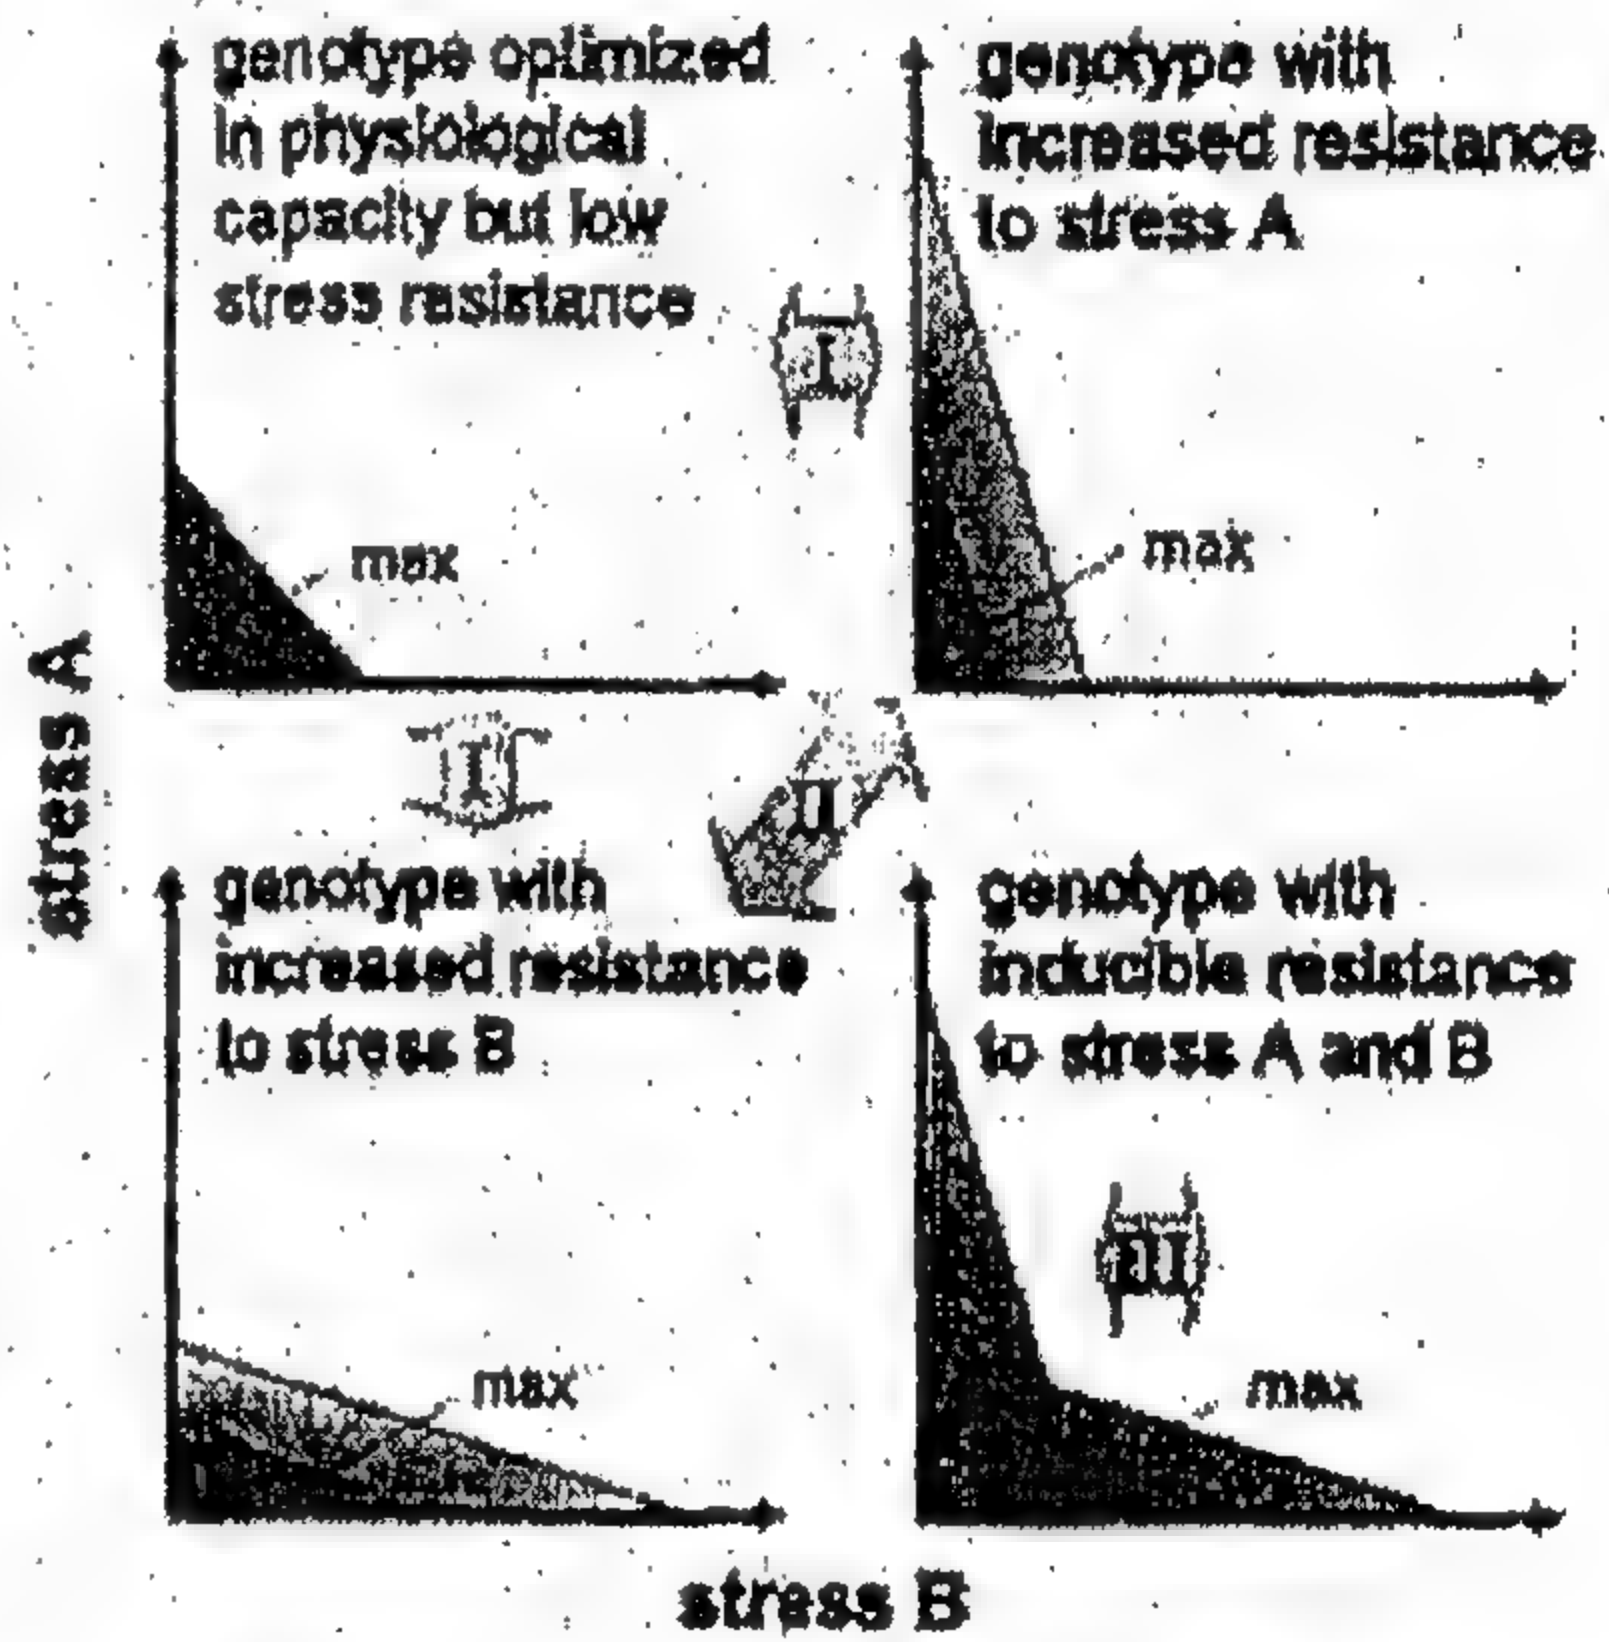 genotype optimized
in physiological
capacity but low
stress resistance
max
I
genotype with
increased resistance
to stress A
max
I
II
genotype with
increased resistance
to stress B
max
genotype with
inducible resistance
to stress A and B
III
max
stress A
stress B